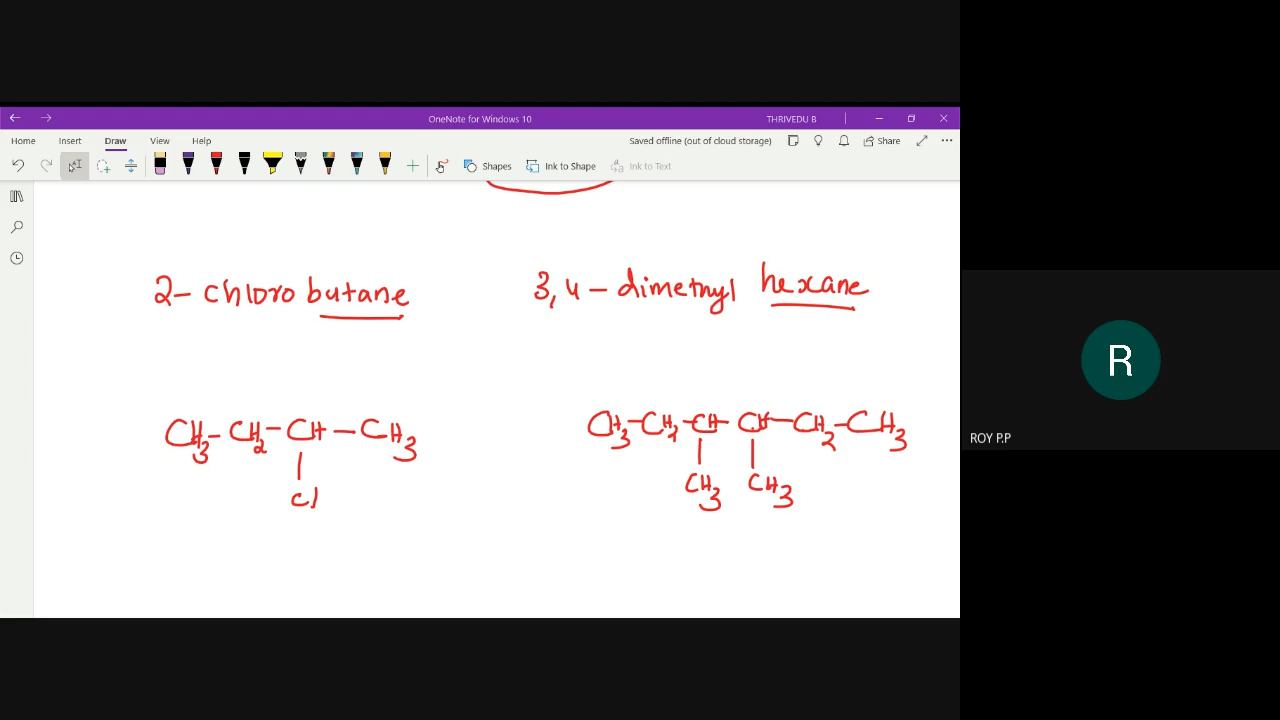 OneNote for Windows 10
THRIVEDU B
Home Insert Draw View Help
Saved offline (out of cloud storage)
Share
Shapes
Ink to Shape
Ink to Text
2- chloro butane
3,4 - dimethyl hexane
CH3- CH2- CH - CH3
Cl
CH3-CH2-CH-CH-CH2-CH3
CH3 CH3
R
ROY P.P